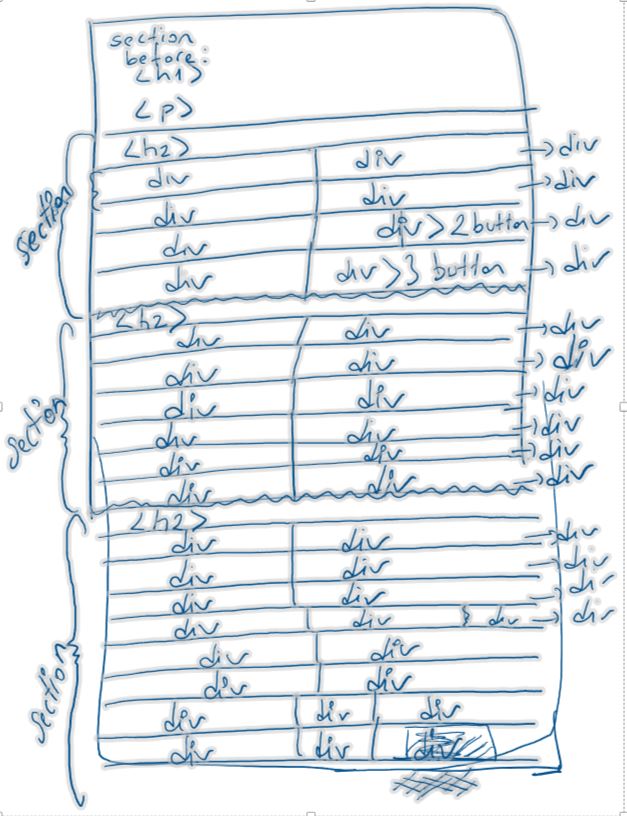 section
before:
<h1>
<p>
<h2>
div div → div
div div → div
div div > 2 button → div
div div > 3 button → div
section
<h2>
div div → div
div div → div
div div → div
div div → div
div div → div
div div → div
section
<h2>
div div → div
div div → div
div div → div
div div div → div
div div
div div
div div div
div div div
section